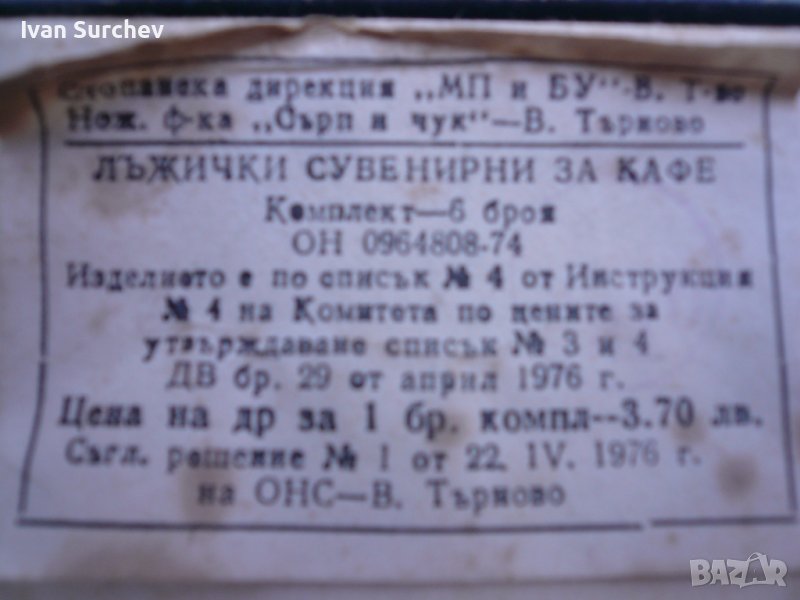 Ivan Surchev
Стопанска дирекция „МП и БУ“-В. Т-во
Нож. ф-ка „Сърп и чук“—В. Търново
ЛЪЖИЧКИ СУВЕНИРНИ ЗА КАФЕ
Комплект—6 броя
ОН 0964808-74
Изделието е по списък № 4 от Инструкция
№ 4 на Комитета по цените за
утвърждаване списък № 3 и 4
ДВ бр. 29 от април 1976 г.
Цена на др за 1 бр. компл--3.70 лв.
Съгл. решение № 1 от 22. IV. 1976 г.
на ОНС—В. Търново
BAZAR